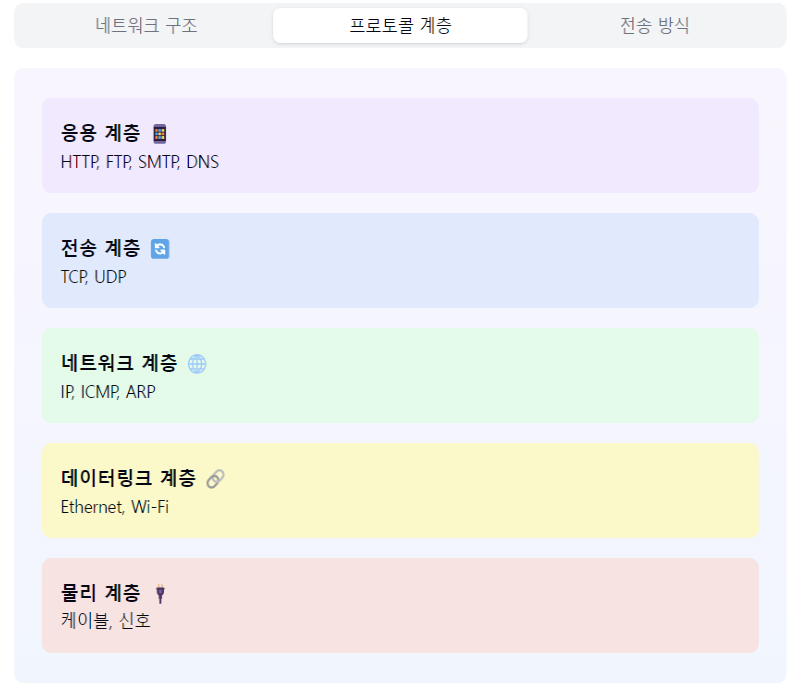 네트워크 구조
프로토콜 계층
전송 방식
응용 계층
HTTP, FTP, SMTP, DNS
전송 계층
TCP, UDP
네트워크 계층
IP, ICMP, ARP
데이터링크 계층
Ethernet, Wi-Fi
물리 계층
케이블, 신호